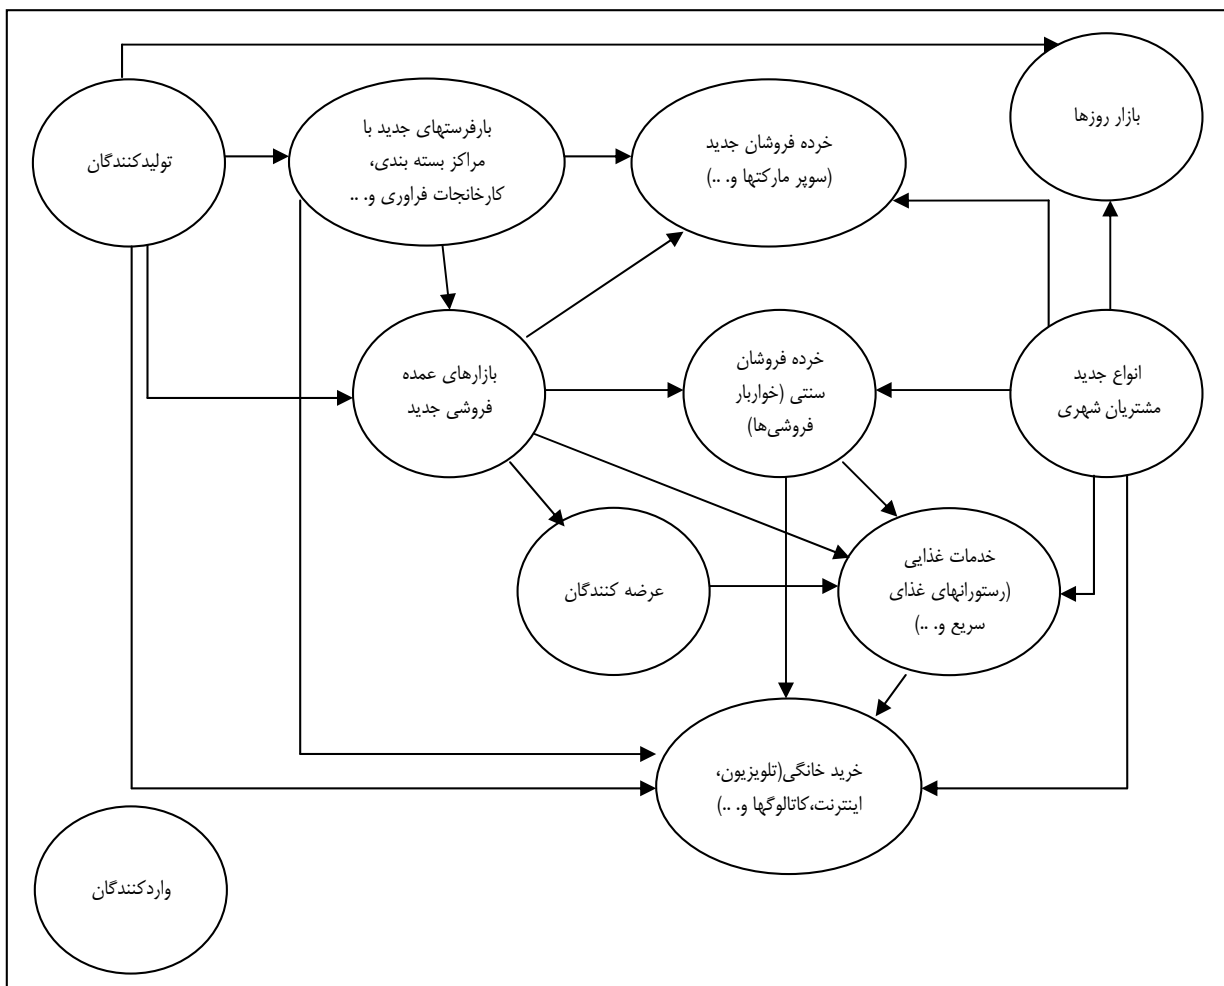 بازار روزها
تولیدکنندگان
بارفرستهای جدید با
مراکز بسته بندی،
کارخانجات فراوری و. ..
خرده فروشان جدید
(سوپر مارکتها و. ..)
بازارهای عمده
فروشی جدید
خرده فروشان
سنتی (خواربار
فروشی‌ها)
انواع جدید
مشتریان شهری
عرضه کنندگان
خدمات غذایی
(رستورانهای غذای
سریع و. ..)
خرید خانگی(تلویزیون،
اینترنت،کاتالوگها و. ..)
واردکنندگان